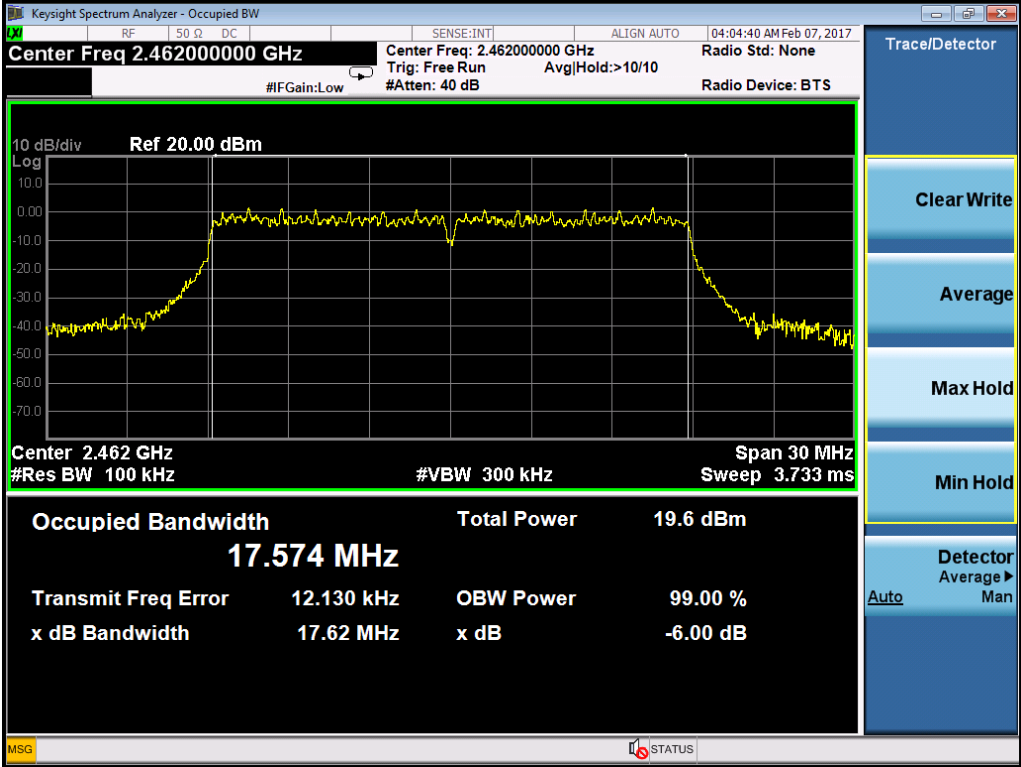 Keysight Spectrum Analyzer - Occupied BW
LXI RF 50 Ω DC SENSE:INT ALIGN AUTO 04:04:40 AM Feb 07, 2017
Center Freq 2.462000000 GHz
Center Freq: 2.462000000 GHz Radio Std: None
Trig: Free Run Avg|Hold:>10/10
#IFGain:Low #Atten: 40 dB Radio Device: BTS
10 dB/div Ref 20.00 dBm
Log
10.0
0.00
-10.0
-20.0
-30.0
-40.0
-50.0
-60.0
-70.0
Center 2.462 GHz Span 30 MHz
#Res BW 100 kHz #VBW 300 kHz Sweep 3.733 ms
Occupied Bandwidth Total Power 19.6 dBm
17.574 MHz
Transmit Freq Error 12.130 kHz OBW Power 99.00 %
x dB Bandwidth 17.62 MHz x dB -6.00 dB
Trace/Detector
Clear Write
Average
Max Hold
Min Hold
Detector
Average▶
Auto Man
MSG STATUS